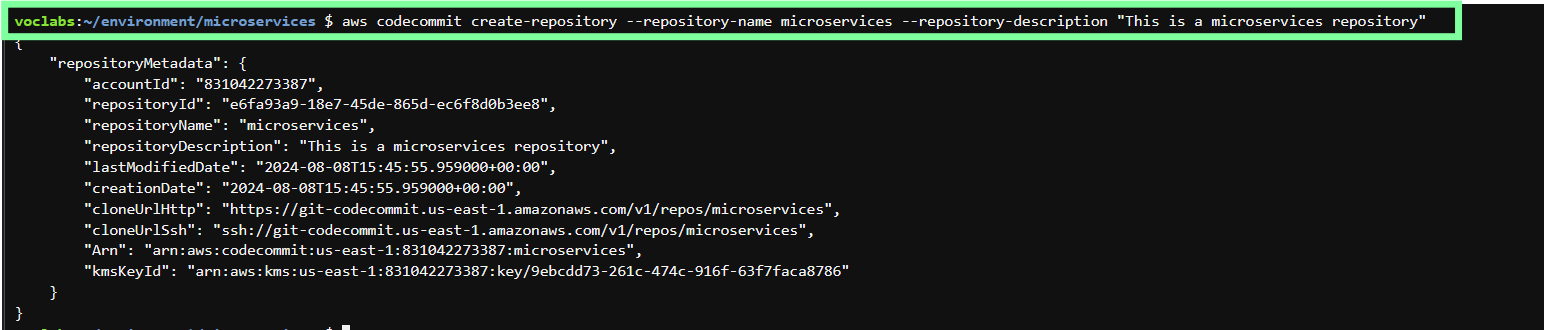 voclabs:~/environment/microservices $ aws codecommit create-repository --repository-name microservices --repository-description "This is a microservices repository"
{
    "repositoryMetadata": {
        "accountId": "831042273387",
        "repositoryId": "e6fa93a9-18e7-45de-865d-ec6f8d0b3ee8",
        "repositoryName": "microservices",
        "repositoryDescription": "This is a microservices repository",
        "lastModifiedDate": "2024-08-08T15:45:55.959000+00:00",
        "creationDate": "2024-08-08T15:45:55.959000+00:00",
        "cloneUrlHttp": "https://git-codecommit.us-east-1.amazonaws.com/v1/repos/microservices",
        "cloneUrlSsh": "ssh://git-codecommit.us-east-1.amazonaws.com/v1/repos/microservices",
        "Arn": "arn:aws:codecommit:us-east-1:831042273387:microservices",
        "kmsKeyId": "arn:aws:kms:us-east-1:831042273387:key/9ebcdd73-261c-474c-916f-63f7faca8786"
    }
}